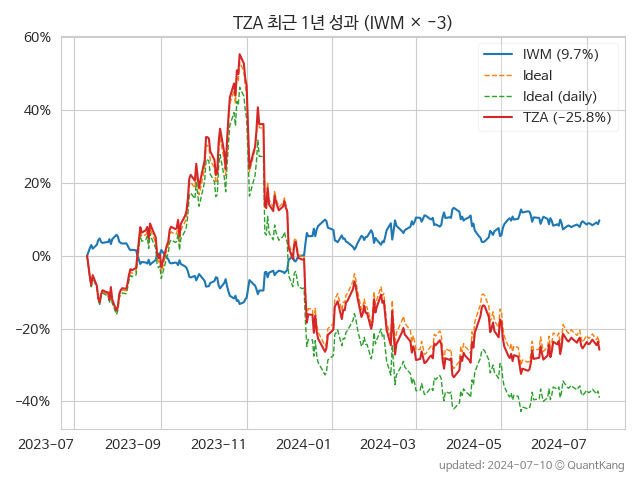 TZA 최근 1년 성과 (IWM × −3)
60%
40%
20%
0%
−20%
−40%
IWM (9.7%)
Ideal
Ideal (daily)
TZA (−25.8%)
2023-07
2023-09
2023-11
2024-01
2024-03
2024-05
2024-07
updated: 2024-07-10 © QuantKang